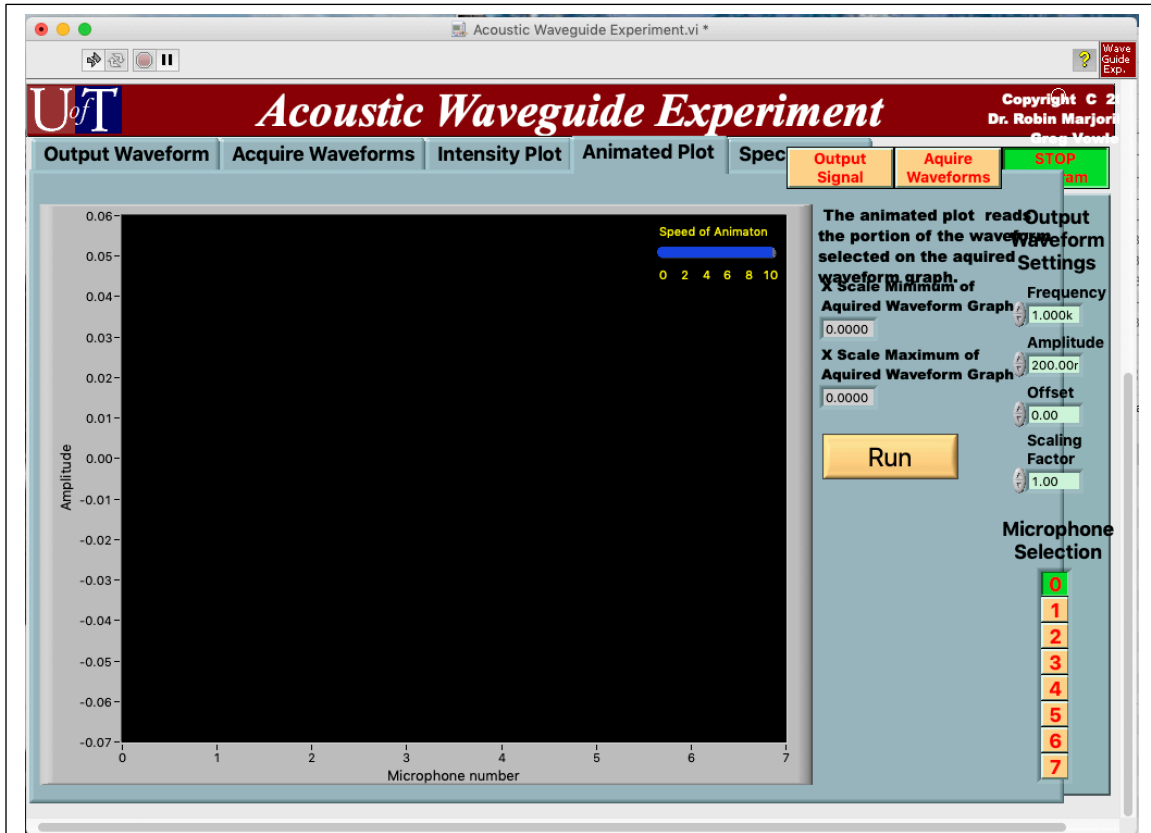 Acoustic Waveguide Experiment.vi *
?
Wave
Guide
Exp.
UofT
Acoustic Waveguide Experiment
Copyright C 2
Dr. Robin Marjori
Greg Vowle
Output Waveform
Acquire Waveforms
Intensity Plot
Animated Plot
Spec
Output
Signal
Aquire
Waveforms
STOP
am
0.06
0.05
0.04
0.03
0.02
0.01
0.00
-0.01
-0.02
-0.03
-0.04
-0.05
-0.06
-0.07
Amplitude
0 1 2 3 4 5 6 7
Microphone number
Speed of Animaton
0 2 4 6 8 10
The animated plot reads
the portion of the waveform
selected on the aquired
waveform graph.
X Scale Minimum of
Aquired Waveform Graph
0.0000
X Scale Maximum of
Aquired Waveform Graph
0.0000
Run
Output
Waveform
Settings
Frequency
1.000k
Amplitude
200.00r
Offset
0.00
Scaling
Factor
1.00
Microphone
Selection
0
1
2
3
4
5
6
7